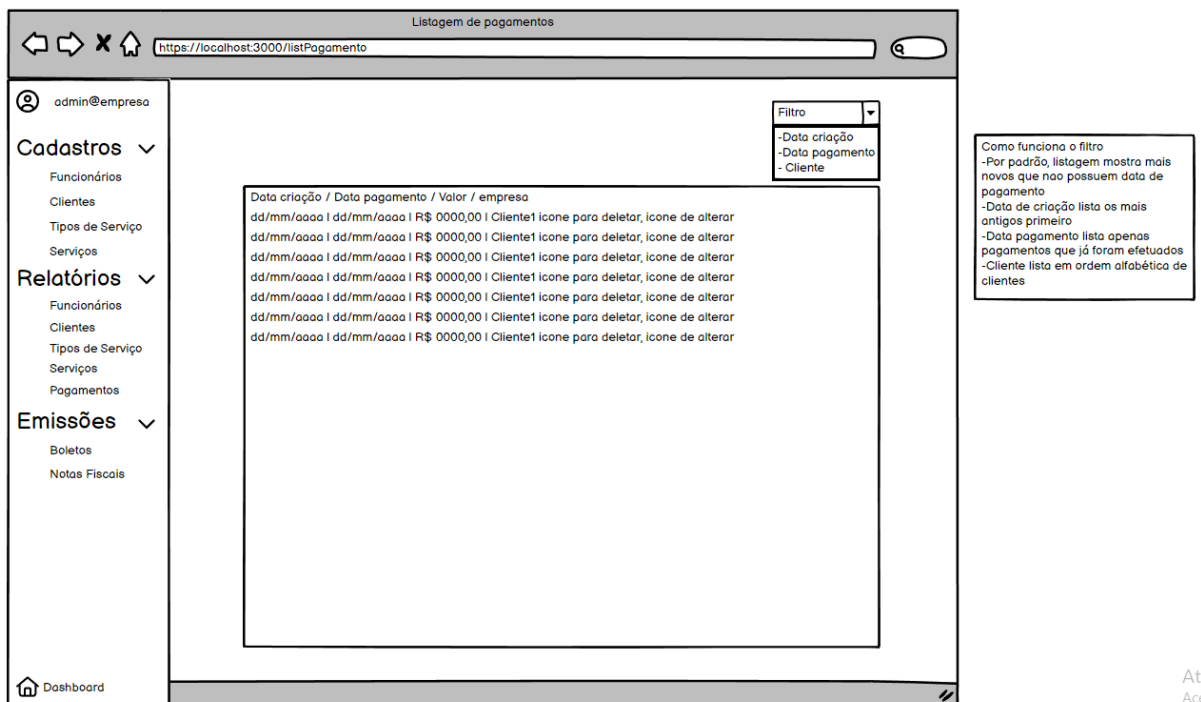 Listagem de pagamentos
https://localhost:3000/listPagamento
admin@empresa
Cadastros
Funcionários
Clientes
Tipos de Serviço
Serviços
Relatórios
Funcionários
Clientes
Tipos de Serviço
Serviços
Pagamentos
Emissões
Boletos
Notas Fiscais
Dashboard
Filtro
-Data criação
-Data pagamento
- Cliente
Data criação / Data pagamento / Valor / empresa
dd/mm/aaaa | dd/mm/aaaa | R$ 0000,00 | Cliente1 icone para deletar, icone de alterar
dd/mm/aaaa | dd/mm/aaaa | R$ 0000,00 | Cliente1 icone para deletar, icone de alterar
dd/mm/aaaa | dd/mm/aaaa | R$ 0000,00 | Cliente1 icone para deletar, icone de alterar
dd/mm/aaaa | dd/mm/aaaa | R$ 0000,00 | Cliente1 icone para deletar, icone de alterar
dd/mm/aaaa | dd/mm/aaaa | R$ 0000,00 | Cliente1 icone para deletar, icone de alterar
dd/mm/aaaa | dd/mm/aaaa | R$ 0000,00 | Cliente1 icone para deletar, icone de alterar
dd/mm/aaaa | dd/mm/aaaa | R$ 0000,00 | Cliente1 icone para deletar, icone de alterar
Como funciona o filtro
-Por padrão, listagem mostra mais
novos que nao possuem data de
pagamento
-Data de criação lista os mais
antigos primeiro
-Data pagamento lista apenas
pagamentos que já foram efetuados
-Cliente lista em ordem alfabética de
clientes